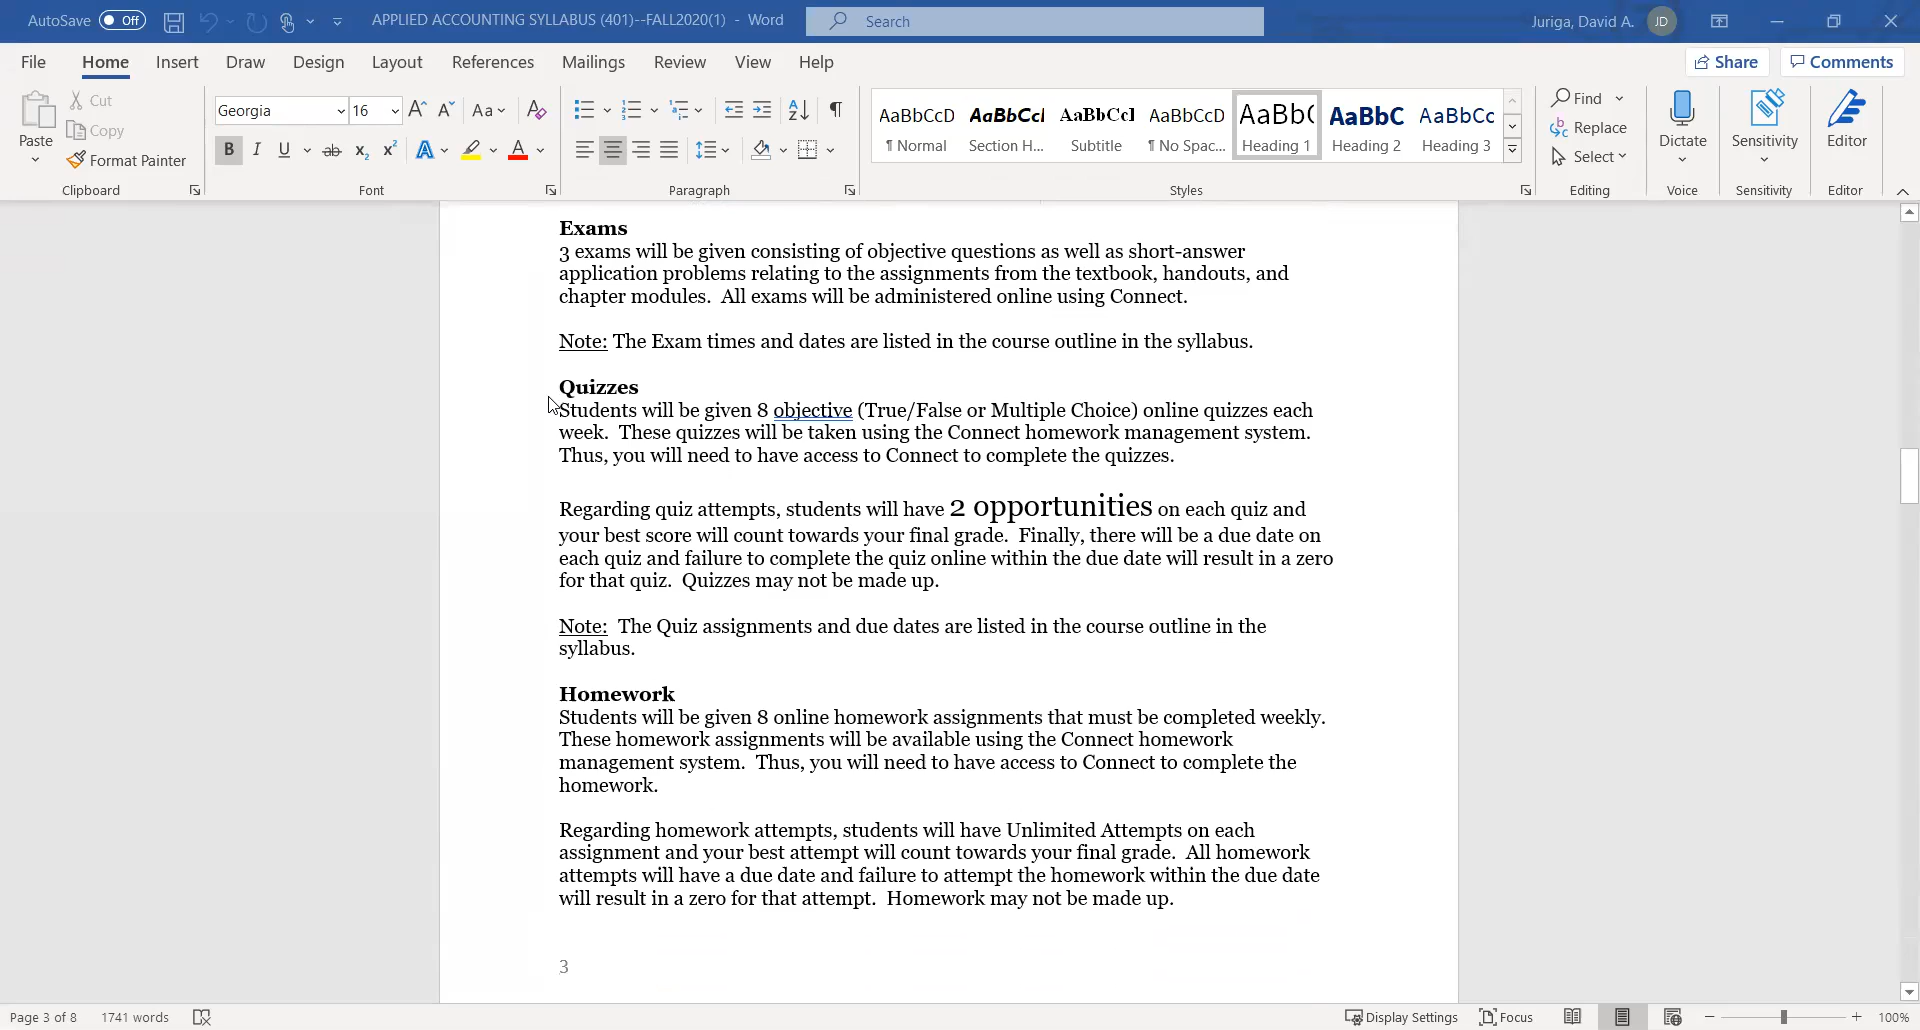 AutoSave Off APPLIED ACCOUNTING SYLLABUS (401)--FALL2020(1) - Word Search Juriga, David A. JD
File Home Insert Draw Design Layout References Mailings Review View Help Share Comments
Paste Cut Copy Format Painter Clipboard
Georgia 16 Aa
B I U ab x₂ x² A A
Font
Paragraph
AaBbCcD AaBbCcI AaBbCcI AaBbCcD AaBb( AaBbC AaBbCc
¶ Normal Section H... Subtitle ¶ No Spac... Heading 1 Heading 2 Heading 3
Styles
Find
Replace
Select
Editing
Dictate
Voice
Sensitivity
Sensitivity
Editor
Editor
Exams
3 exams will be given consisting of objective questions as well as short-answer
application problems relating to the assignments from the textbook, handouts, and
chapter modules.  All exams will be administered online using Connect.
Note: The Exam times and dates are listed in the course outline in the syllabus.
Quizzes
Students will be given 8 objective (True/False or Multiple Choice) online quizzes each
week.  These quizzes will be taken using the Connect homework management system.
Thus, you will need to have access to Connect to complete the quizzes.
Regarding quiz attempts, students will have 2 opportunities on each quiz and
your best score will count towards your final grade.  Finally, there will be a due date on
each quiz and failure to complete the quiz online within the due date will result in a zero
for that quiz.  Quizzes may not be made up.
Note:  The Quiz assignments and due dates are listed in the course outline in the
syllabus.
Homework
Students will be given 8 online homework assignments that must be completed weekly.
These homework assignments will be available using the Connect homework
management system.  Thus, you will need to have access to Connect to complete the
homework.
Regarding homework attempts, students will have Unlimited Attempts on each
assignment and your best attempt will count towards your final grade.  All homework
attempts will have a due date and failure to attempt the homework within the due date
will result in a zero for that attempt.  Homework may not be made up.
3
Page 3 of 8 1741 words Display Settings Focus 100%